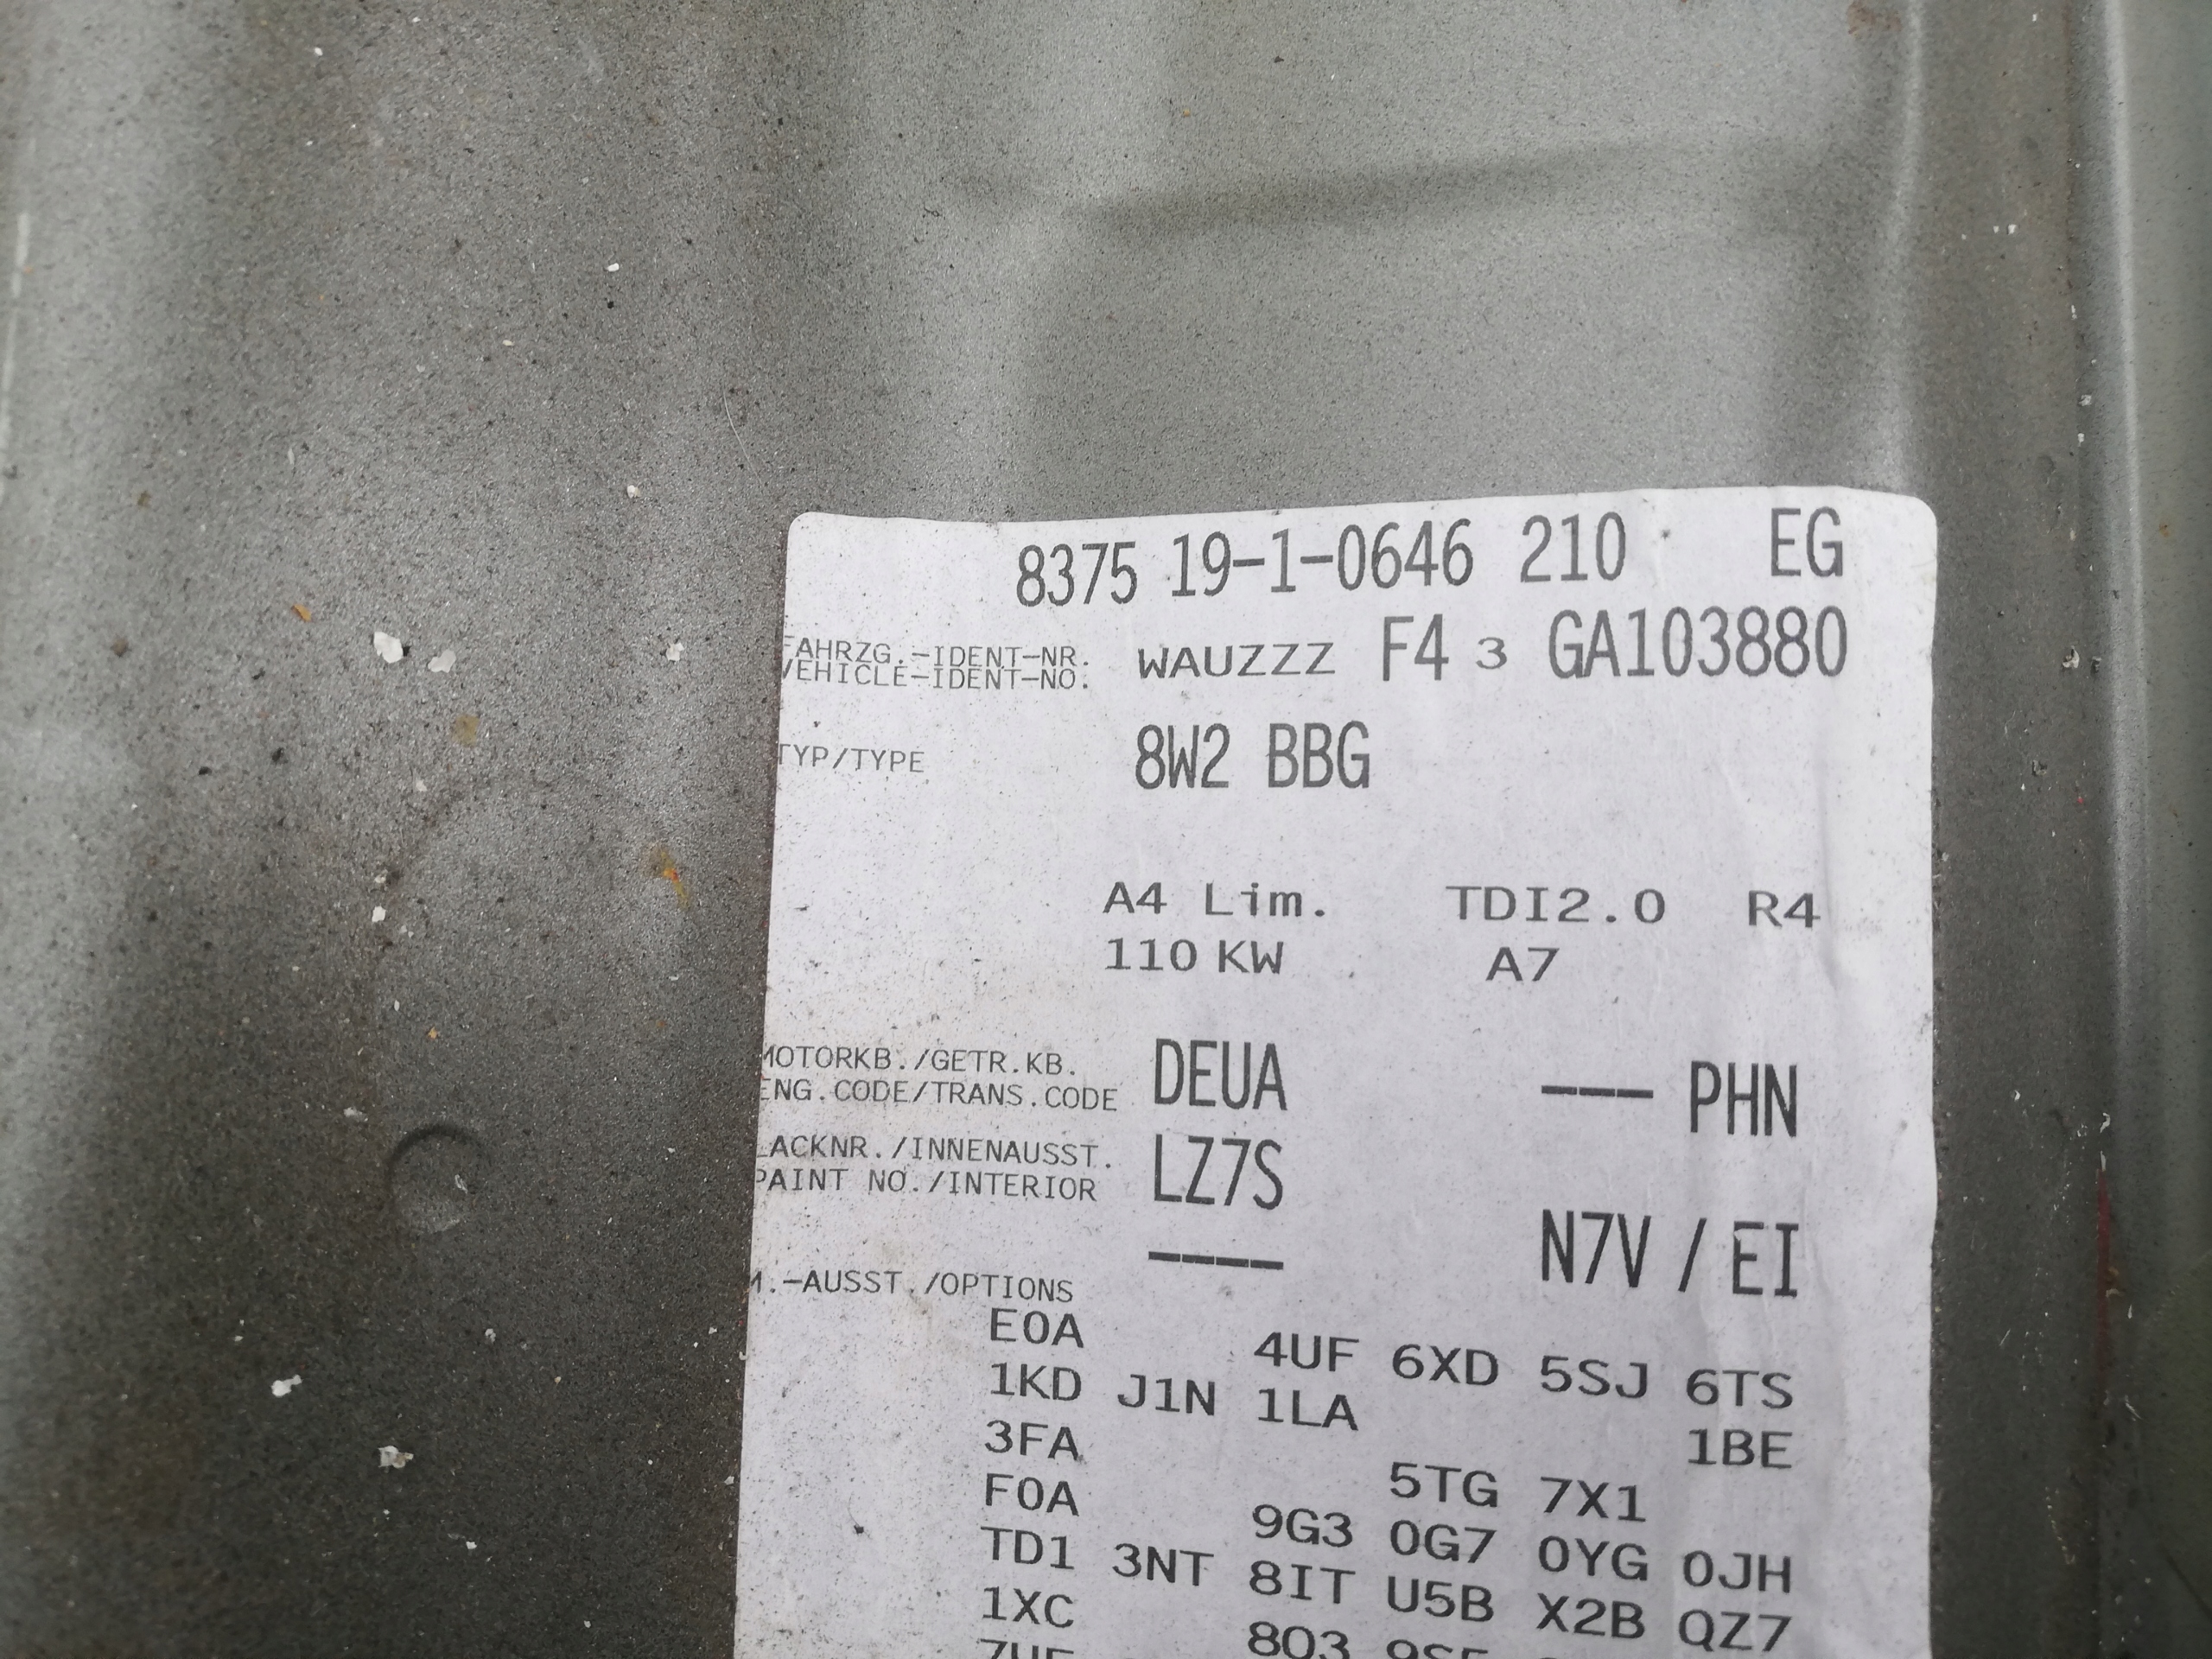 8375 19-1-0646 210 EG
FAHRZG.-IDENT-NR.
VEHICLE-IDENT-NO. WAUZZZ F4 3 GA103880
TYP/TYPE 8W2 BBG
A4 Lim. TDI2.0 R4
110 KW A7
MOTORKB./GETR.KB.
ENG.CODE/TRANS.CODE DEUA --- PHN
LACKNR./INNENAUSST.
PAINT NO./INTERIOR LZ7S
---- N7V / EI
M.-AUSST./OPTIONS
E0A 4UF 6XD 5SJ 6TS
1KD J1N 1LA 1BE
3FA 5TG 7X1
F0A 9G3 0G7 0YG 0JH
TD1 3NT 8IT U5B X2B QZ7
1XC 8Q3